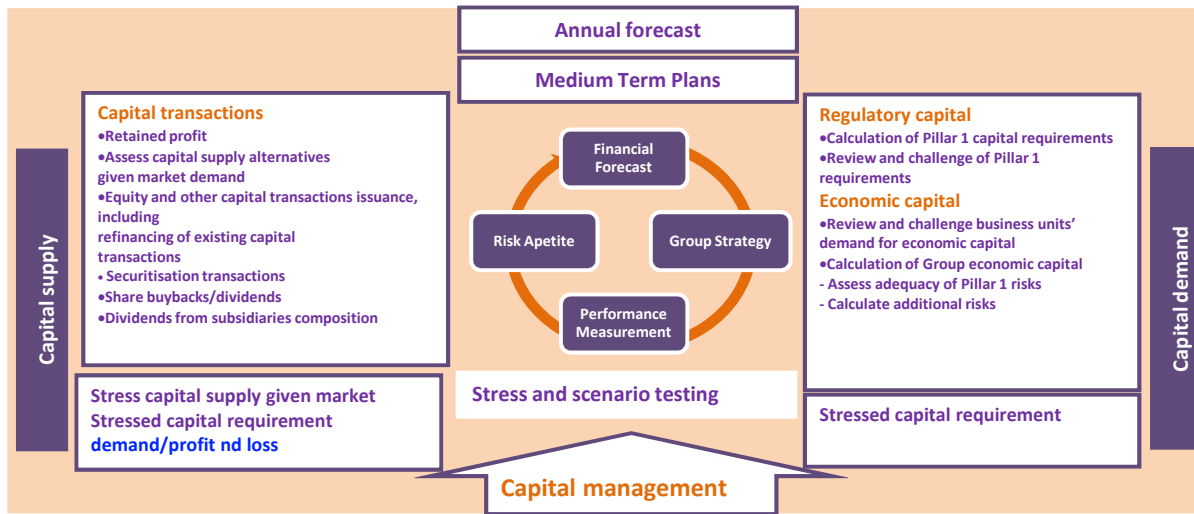 Annual forecast
Medium Term Plans
Capital supply
Capital transactions
•Retained profit
•Assess capital supply alternatives
given market demand
•Equity and other capital transactions issuance,
including
refinancing of existing capital
transactions
• Securitisation transactions
•Share buybacks/dividends
•Dividends from subsidiaries composition
Stress capital supply given market
Stressed capital requirement
demand/profit nd loss
Financial
Forecast
Risk Apetite
Group Strategy
Performance
Measurement
Stress and scenario testing
Capital management
Regulatory capital
•Calculation of Pillar 1 capital requirements
•Review and challenge of Pillar 1
requirements
Economic capital
•Review and challenge business units'
demand for economic capital
•Calculation of Group economic capital
- Assess adequacy of Pillar 1 risks
- Calculate additional risks
Stressed capital requirement
Capital demand